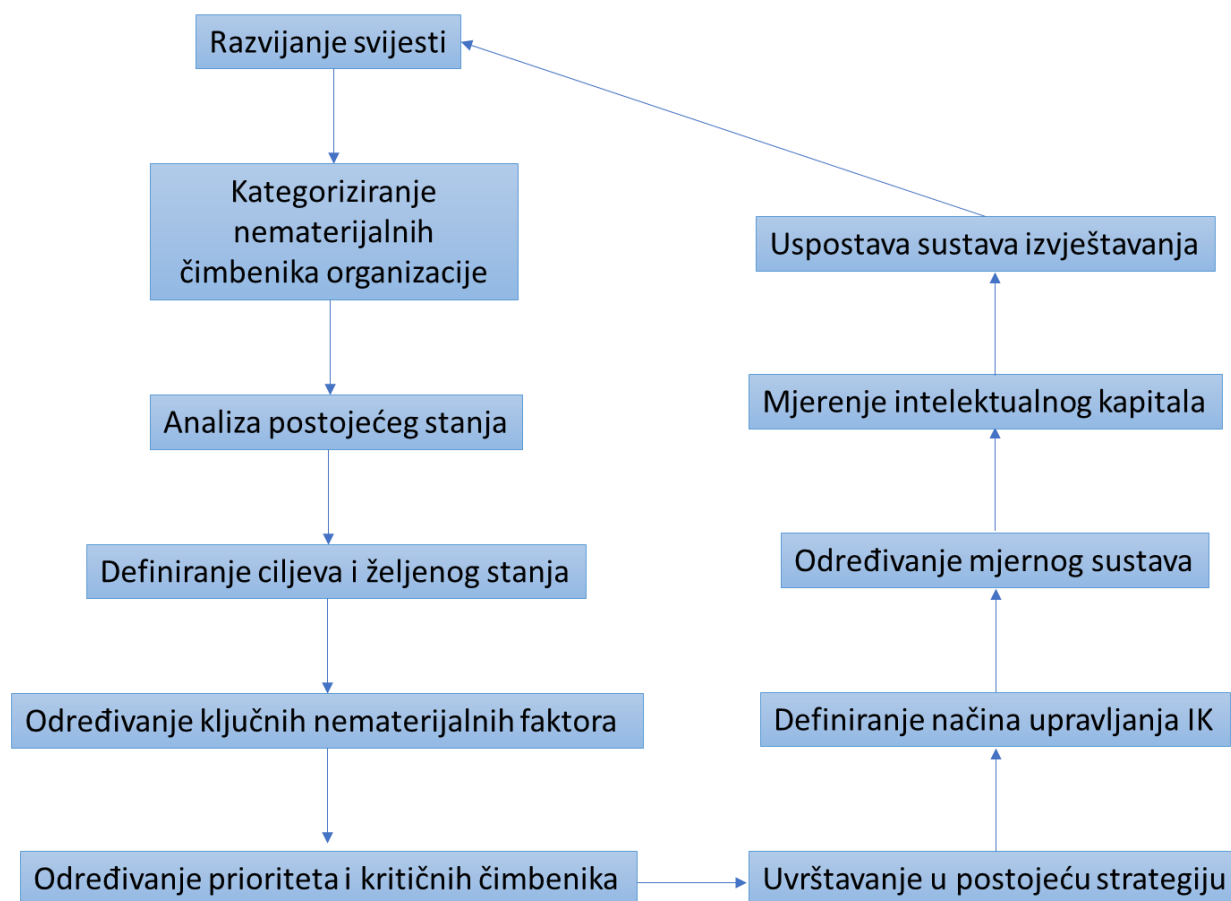 Razvijanje svijesti
Kategoriziranje
nematerijalnih
čimbenika organizacije
Analiza postojećeg stanja
Definiranje ciljeva i željenog stanja
Određivanje ključnih nematerijalnih faktora
Određivanje prioriteta i kritičnih čimbenika
Uvrštavanje u postojeću strategiju
Definiranje načina upravljanja IK
Određivanje mjernog sustava
Mjerenje intelektualnog kapitala
Uspostava sustava izvještavanja